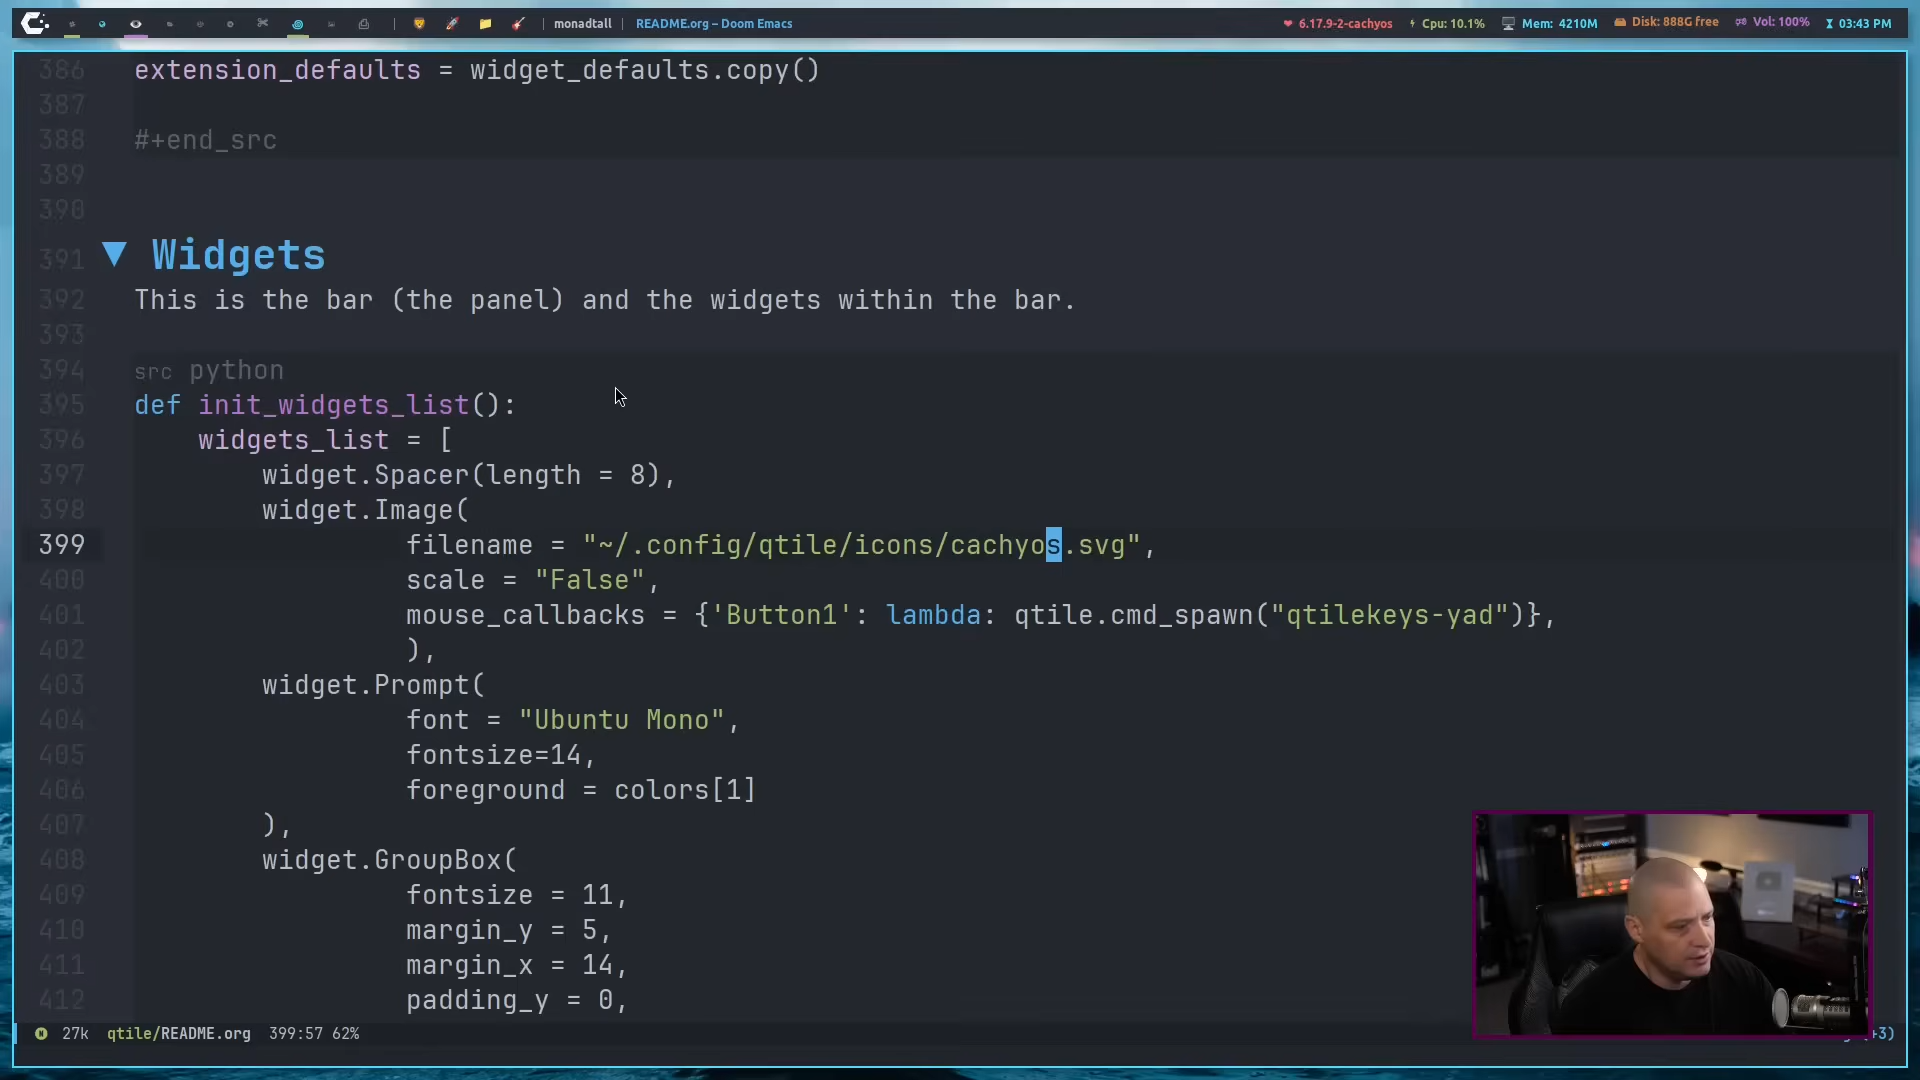 monadtall
README.org – Doom Emacs
6.17.9-2-cachyos
Cpu: 10.1%
Mem: 4210M
Disk: 888G free
Vol: 100%
03:43 PM
386 extension_defaults = widget_defaults.copy()
387
388 #+end_src
389
390
391 ▼ Widgets
392 This is the bar (the panel) and the widgets within the bar.
393
394 src python
395 def init_widgets_list():
396 widgets_list = [
397 widget.Spacer(length = 8),
398 widget.Image(
399 filename = "~/.config/qtile/icons/cachyos.svg",
400 scale = "False",
401 mouse_callbacks = {'Button1': lambda: qtile.cmd_spawn("qtilekeys-yad")},
402 ),
403 widget.Prompt(
404 font = "Ubuntu Mono",
405 fontsize=14,
406 foreground = colors[1]
407 ),
408 widget.GroupBox(
409 fontsize = 11,
410 margin_y = 5,
411 margin_x = 14,
412 padding_y = 0,
N 27k qtile/README.org 399:57 62%
+3)